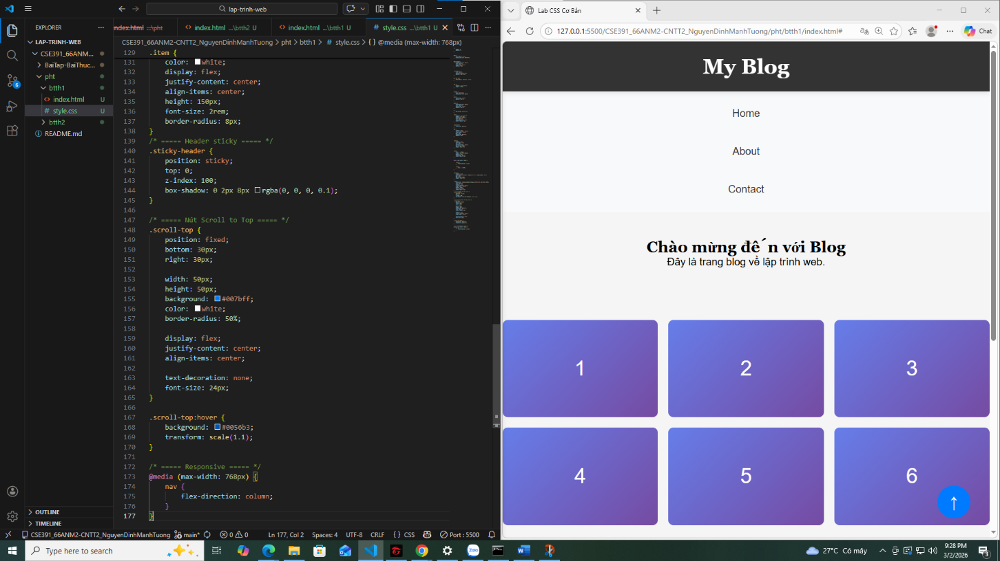 lap-trinh-web
EXPLORER
LAP-TRINH-WEB
CSE391_66ANM...
BaiTap-BaiThuc...
pht
btth1
index.html U
style.css U
btth2
README.md
OUTLINE
TIMELINE
6
index.html ...\pht
index.html ...\btth2 U
index.html ...\btth1 U
style.css ...\btth1 U
CSE391_66ANM2-CNTT2_NguyenDinhManhTuong > pht > btth1 > # style.css > { } @media (max-width: 768px)
129 .item {
131 color: white;
132 display: flex;
133 justify-content: center;
134 align-items: center;
135 height: 150px;
136 font-size: 2rem;
137 border-radius: 8px;
138 }
139 /* ===== Header sticky ===== */
140 .sticky-header {
141 position: sticky;
142 top: 0;
143 z-index: 100;
144 box-shadow: 0 2px 8px rgba(0, 0, 0, 0.1);
145 }
146
147 /* ===== Nút Scroll to Top ===== */
148 .scroll-top {
149 position: fixed;
150 bottom: 30px;
151 right: 30px;
152
153 width: 50px;
154 height: 50px;
155 background: #007bff;
156 color: white;
157 border-radius: 50%;
158
159 display: flex;
160 justify-content: center;
161 align-items: center;
162
163 text-decoration: none;
164 font-size: 24px;
165 }
166
167 .scroll-top:hover {
168 background: #0056b3;
169 transform: scale(1.1);
170 }
171
172 /* ===== Responsive ===== */
173 @media (max-width: 768px) {
174 nav {
175 flex-direction: column;
176 }
177 }
CSE391_66ANM2-CNTT2_NguyenDinhManhTuong main* 0 0 Ln 177, Col 2 Spaces: 4 UTF-8 CRLF { } CSS Port : 5500
Lab CSS Cơ Bản
127.0.0.1:5500/CSE391_66ANM2-CNTT2_NguyenDinhManhTuong/pht/btth1/index.html#
Chat
My Blog
Home
About
Contact
Chào mừng đến với Blog
Đây là trang blog về lập trình web.
1 2 3
4 5 6
↑
Type here to search
Zalo
27°C Có mây
9:28 PM
3/2/2026
3